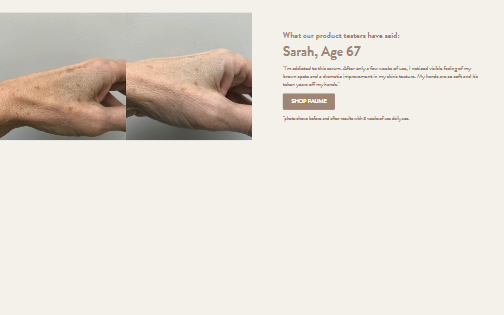 What our product testers have said:
Sarah, Age 67
"I'm addicted to this serum. After only a few weeks of use, I noticed visible fading of my
brown spots and a dramatic improvement in my skin's texture. My hands are so soft and it's
taken years off my hands."
SHOP PAUME
*photo shows before and after results with 8 weeks of use daily use.